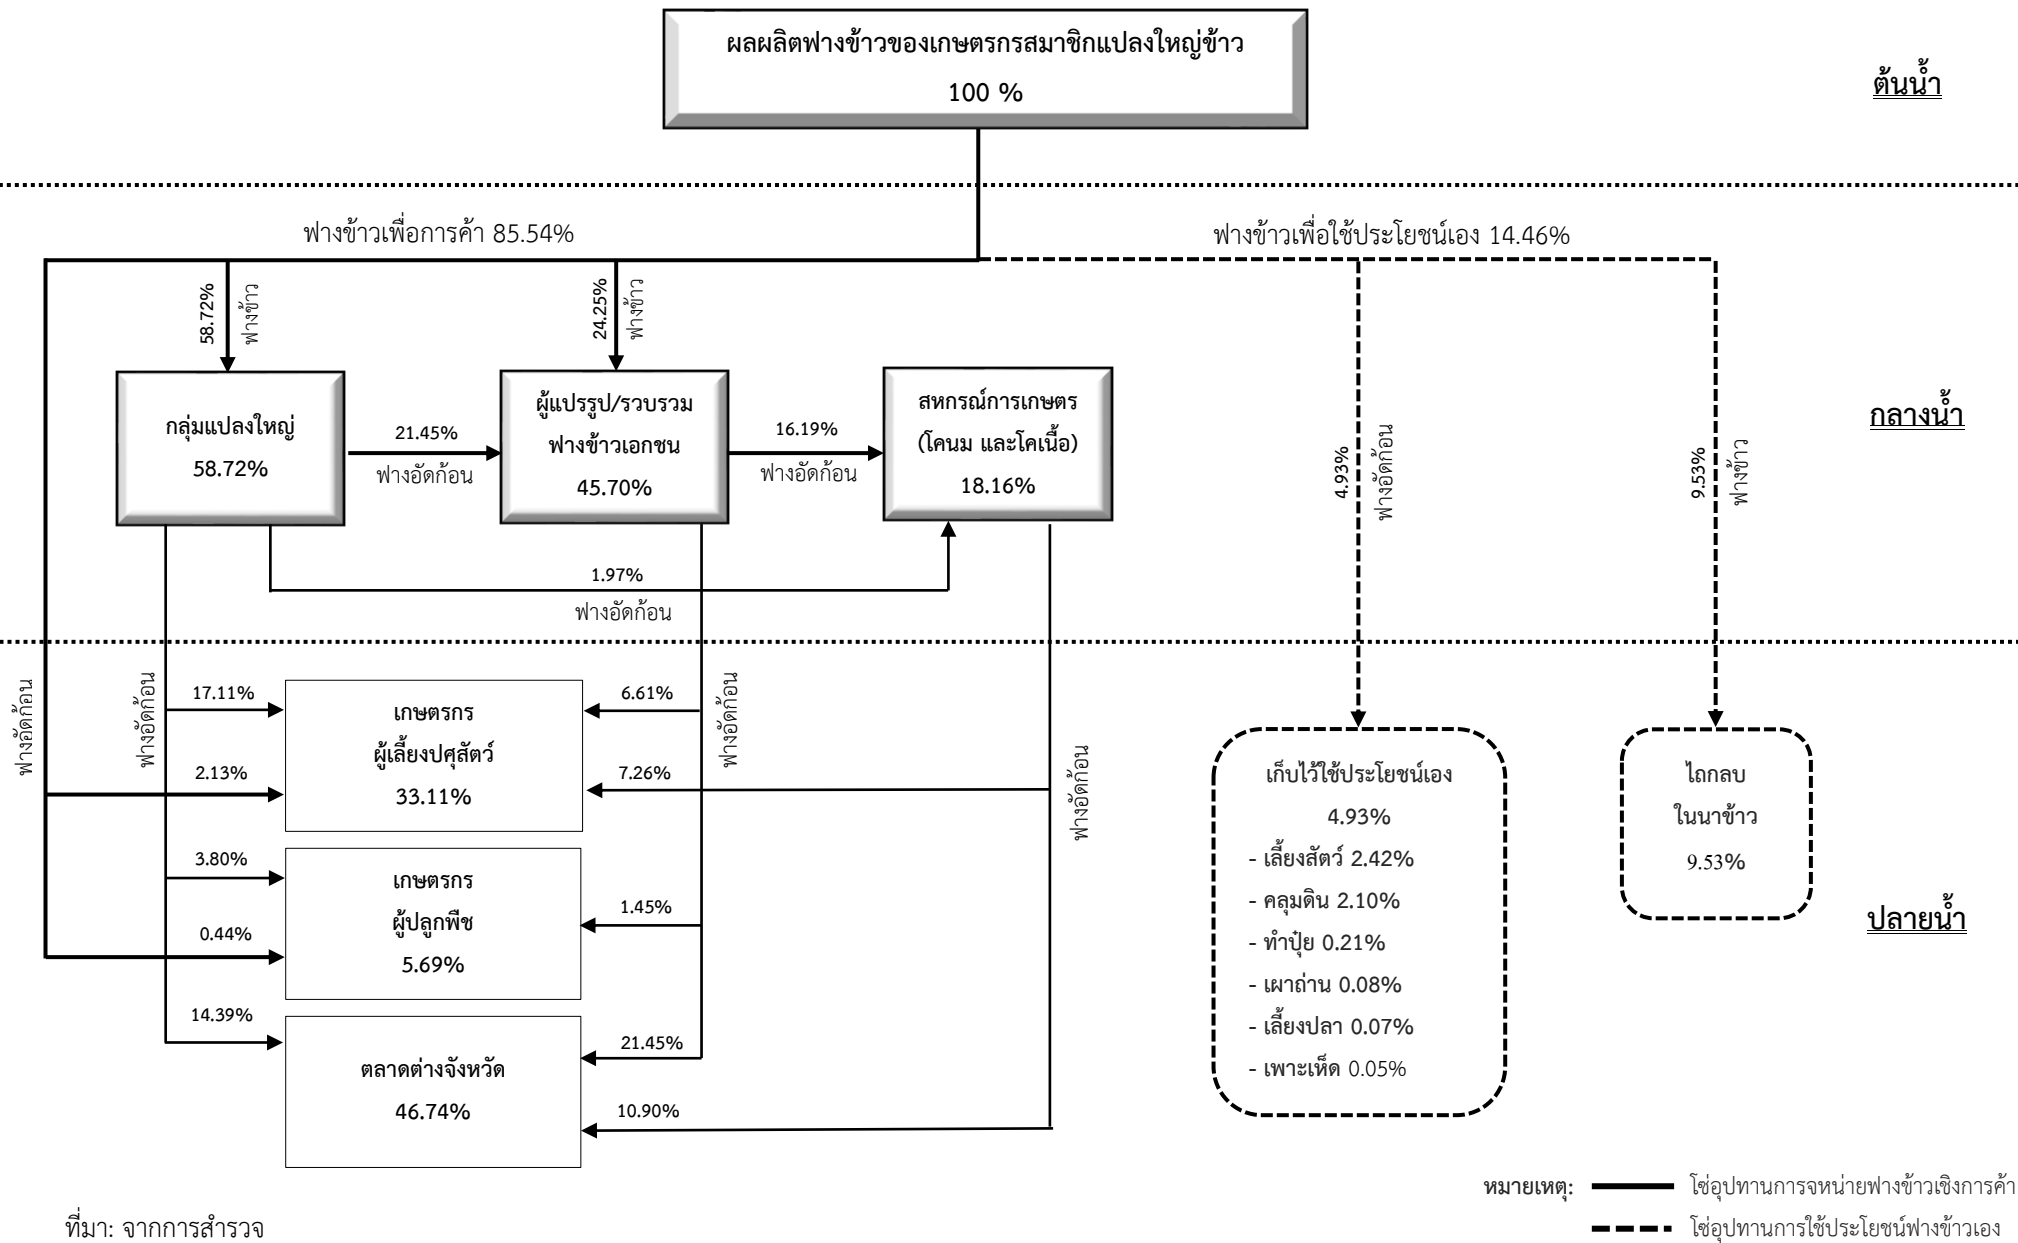 ผลผลิตฟางข้าวของเกษตรกรสมาชิกแปลงใหญ่ข้าว
100 %
ต้นน้ำ
ฟางข้าวเพื่อการค้า 85.54%
ฟางข้าวเพื่อใช้ประโยชน์เอง 14.46%
58.72%
ฟางข้าว
24.25%
ฟางข้าว
กลุ่มแปลงใหญ่
58.72%
21.45%
ฟางอัดก้อน
ผู้แปรรูป/รวบรวม
ฟางข้าวเอกชน
45.70%
16.19%
ฟางอัดก้อน
สหกรณ์การเกษตร
(โคนม และโคเนื้อ)
18.16%
4.93%
ฟางอัดก้อน
9.53%
ฟางข้าว
กลางน้ำ
1.97%
ฟางอัดก้อน
ฟางอัดก้อน
ฟางอัดก้อน
17.11%
2.13%
เกษตรกร
ผู้เลี้ยงปศุสัตว์
33.11%
6.61%
7.26%
ฟางอัดก้อน
ฟางอัดก้อน
3.80%
0.44%
เกษตรกร
ผู้ปลูกพืช
5.69%
1.45%
14.39%
ตลาดต่างจังหวัด
46.74%
21.45%
10.90%
เก็บไว้ใช้ประโยชน์เอง
4.93%
- เลี้ยงสัตว์ 2.42%
- คลุมดิน 2.10%
- ทำปุ๋ย 0.21%
- เผาถ่าน 0.08%
- เลี้ยงปลา 0.07%
- เพาะเห็ด 0.05%
ไถกลบ
ในนาข้าว
9.53%
ปลายน้ำ
หมายเหตุ:
โซ่อุปทานการจหน่ายฟางข้าวเชิงการค้า
โซ่อุปทานการใช้ประโยชน์ฟางข้าวเอง
ที่มา: จากการสำรวจ